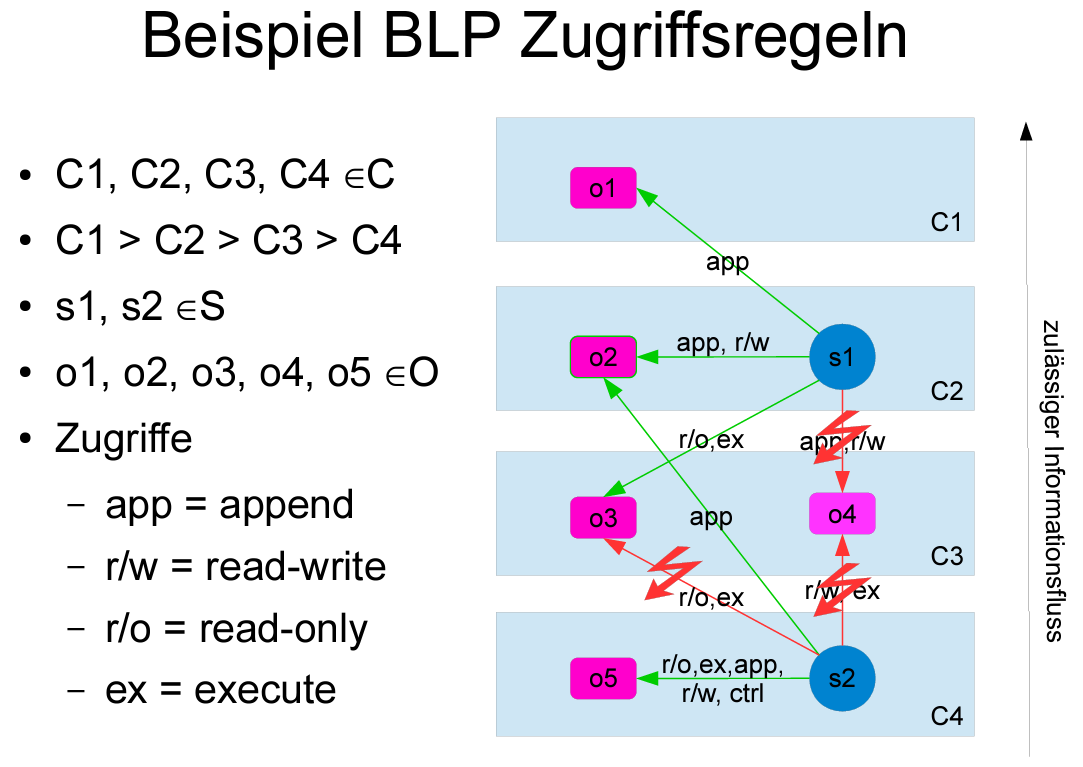 Beispiel BLP Zugriffsregeln
• C1, C2, C3, C4 ∈C
• C1 > C2 > C3 > C4
• s1, s2 ∈S
• o1, o2, o3, o4, o5 ∈O
• Zugriffe
– app = append
– r/w = read-write
– r/o = read-only
– ex = execute
o1
C1
app
o2
app, r/w
s1
C2
r/o,ex
app,r/w
o3
app
o4
C3
r/o,ex
r/w, ex
o5
r/o,ex,app,
r/w, ctrl
s2
C4
zulässiger Informationsfluss